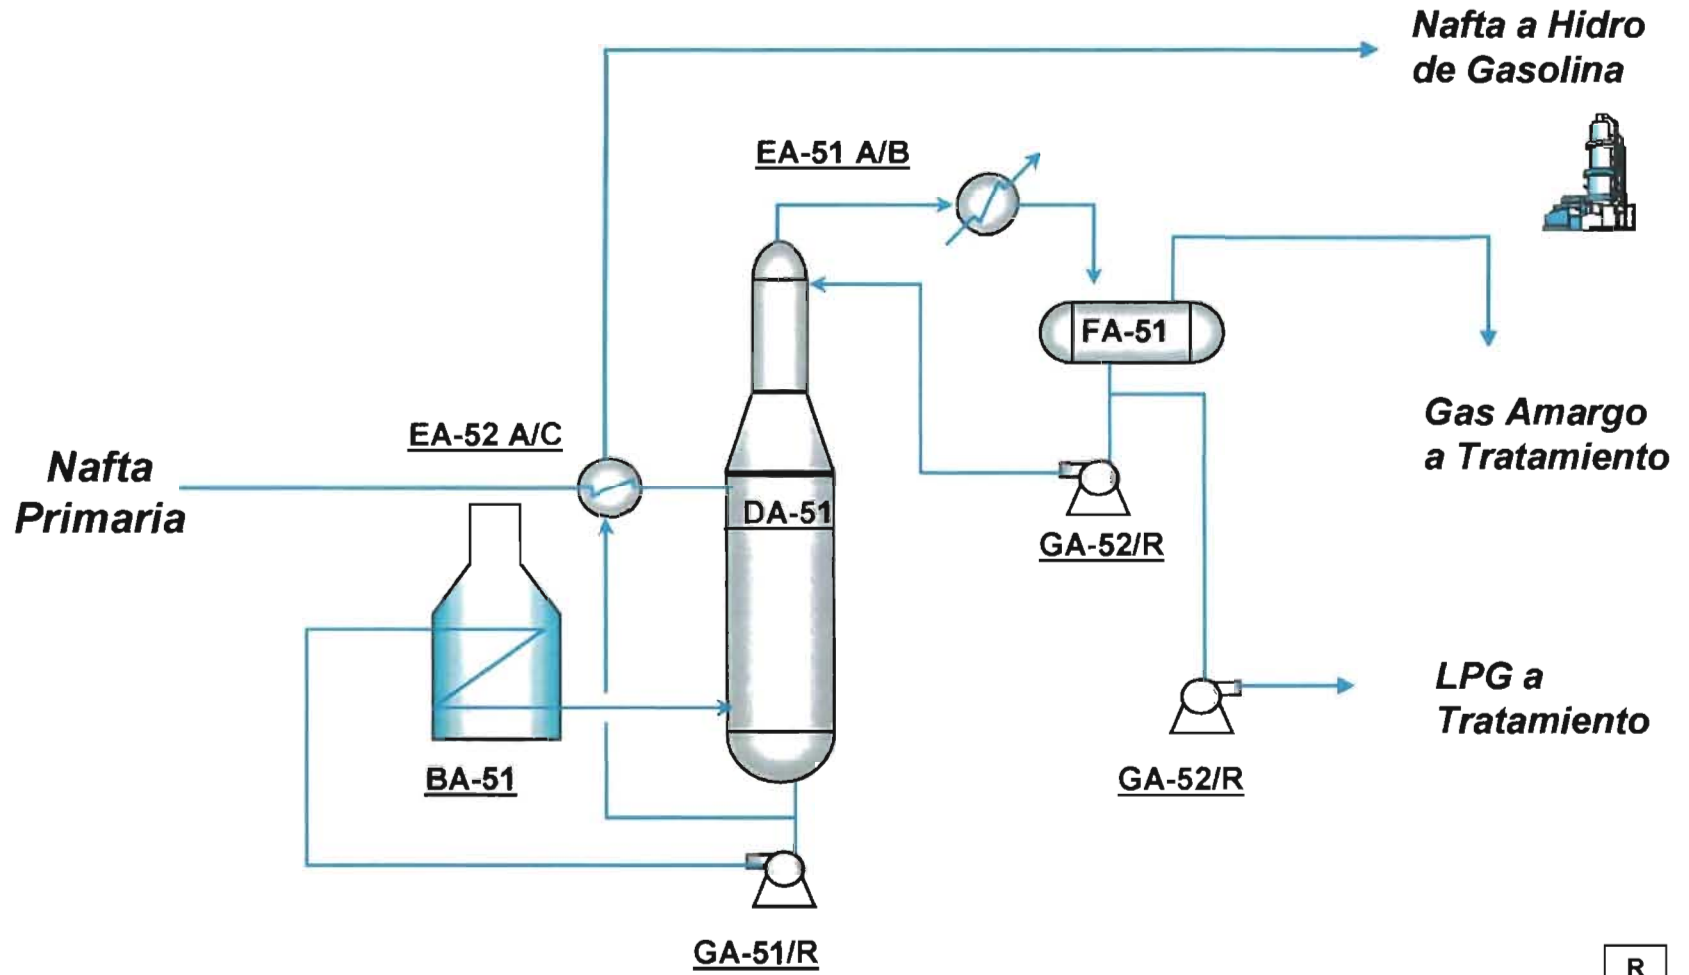 Nafta a Hidro
de Gasolina
EA-51 A/B
FA-51
Gas Amargo
a Tratamiento
EA-52 A/C
Nafta
Primaria
DA-51
GA-52/R
LPG a
Tratamiento
BA-51
GA-52/R
GA-51/R
R